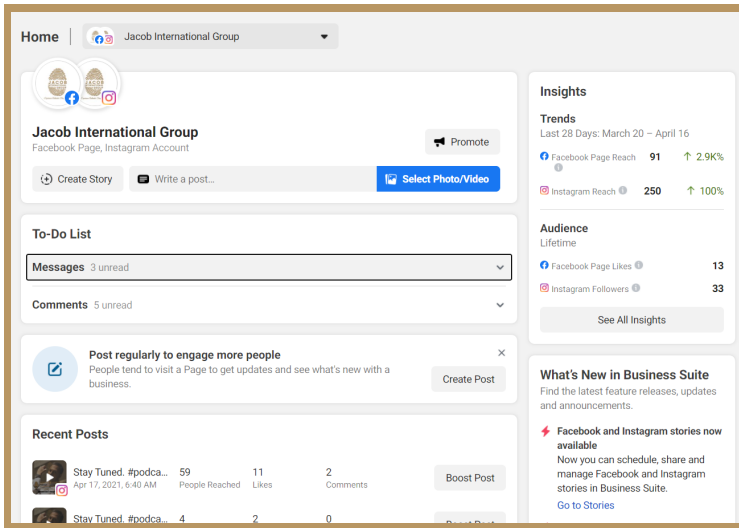 Home
Jacob International Group
JACOB
JACOB
Jacob International Group
Facebook Page, Instagram Account
Promote
Create Story
Write a post...
Select Photo/Video
To-Do List
Messages 3 unread
Comments 5 unread
Post regularly to engage more people
People tend to visit a Page to get updates and see what's new with a
business.
Create Post
Recent Posts
Stay Tuned. #podca... 59 11 2
Apr 17, 2021, 6:40 AM People Reached Likes Comments
Boost Post
Stay Tuned. #podca... 4 2 0
Boost Post
Insights
Trends
Last 28 Days: March 20 – April 16
Facebook Page Reach 91 ↑ 2.9K%
Instagram Reach 250 ↑ 100%
Audience
Lifetime
Facebook Page Likes 13
Instagram Followers 33
See All Insights
What's New in Business Suite
Find the latest feature releases, updates
and announcements.
Facebook and Instagram stories now
available
Now you can schedule, share and
manage Facebook and Instagram
stories in Business Suite.
Go to Stories